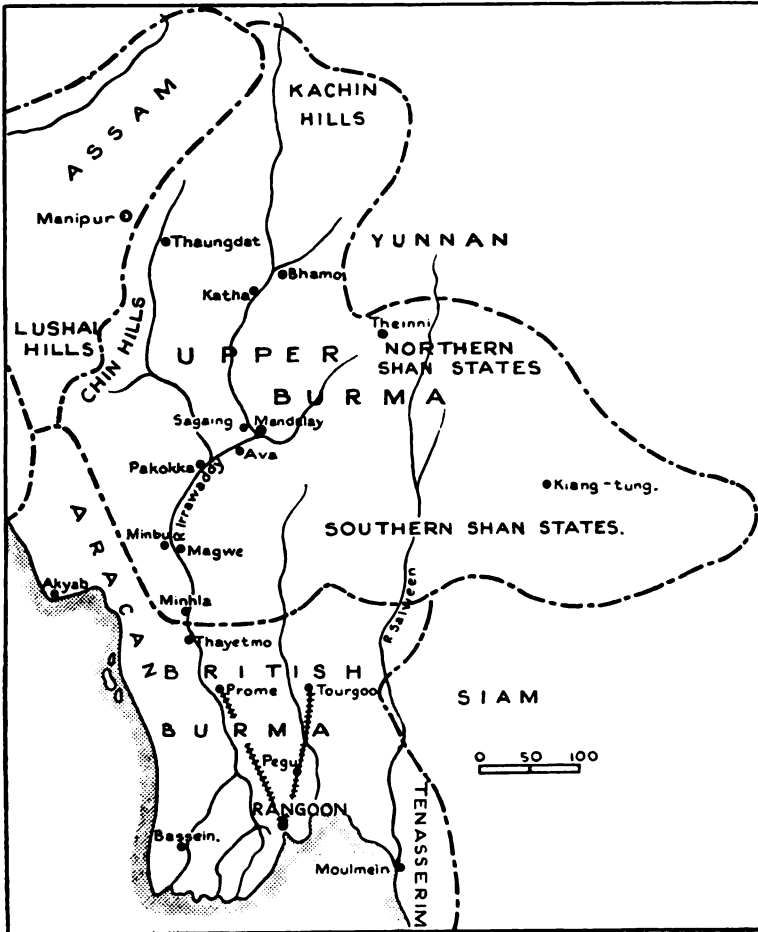 KACHIN
HILLS
ASSAM
Manipur
Thaungdat
YUNNAN
Bhamo
Katha
LUSHAI
HILLS
CHIN HILLS
Theinni
UPPER
BURMA
NORTHERN
SHAN STATES
Sagaing
Mandalay
Ava
Pakokka
R. Irrawaddy
Kiang-tung.
ARACAN
SOUTHERN SHAN STATES.
Minbu
Magwe
Akyab
Minhla
R Salween
Thayetmo
BRITISH
BURMA
Prome
Tourgoo
SIAM
0 50 100
Pegu
RANGOON
Bassein.
Moulmein
TENASSERIM